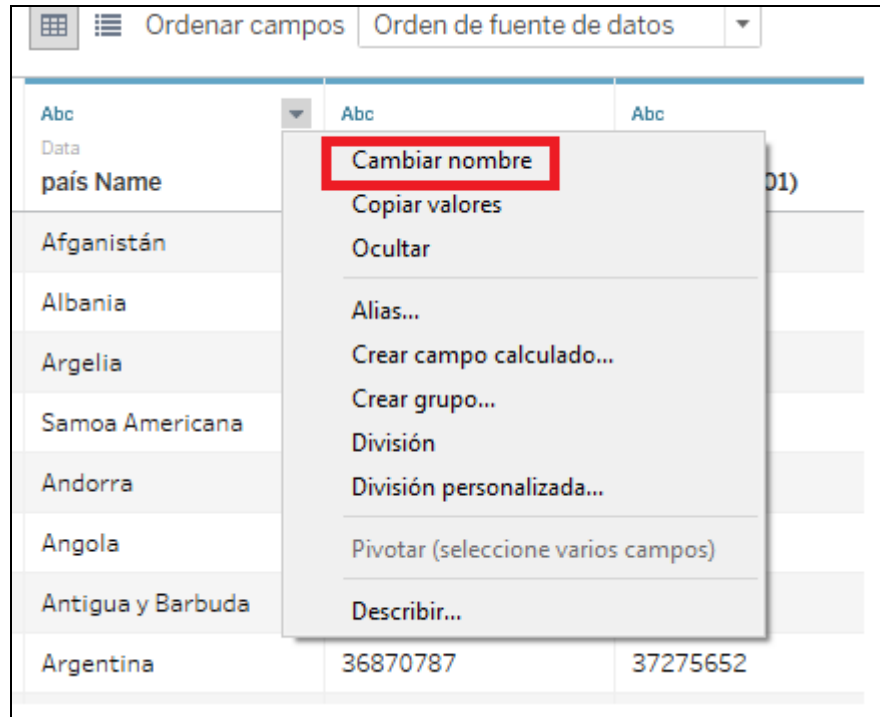 Ordenar campos Orden de fuente de datos
Abc Abc Abc
Data
país Name 01)
Cambiar nombre
Copiar valores
Ocultar
Alias...
Crear campo calculado...
Crear grupo...
División
División personalizada...
Pivotar (seleccione varios campos)
Describir...
Afganistán
Albania
Argelia
Samoa Americana
Andorra
Angola
Antigua y Barbuda
Argentina 36870787 37275652